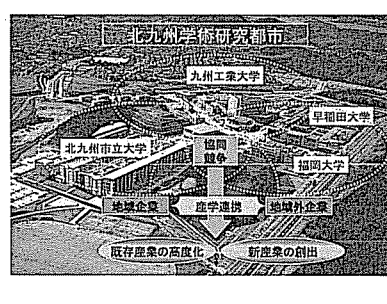 北九州学術研究都市
九州工業大学
早稲田大学
北九州市立大学
協同
競争
福岡大学
地域企業
産学連携
地域外企業
既存産業の高度化
新産業の創出